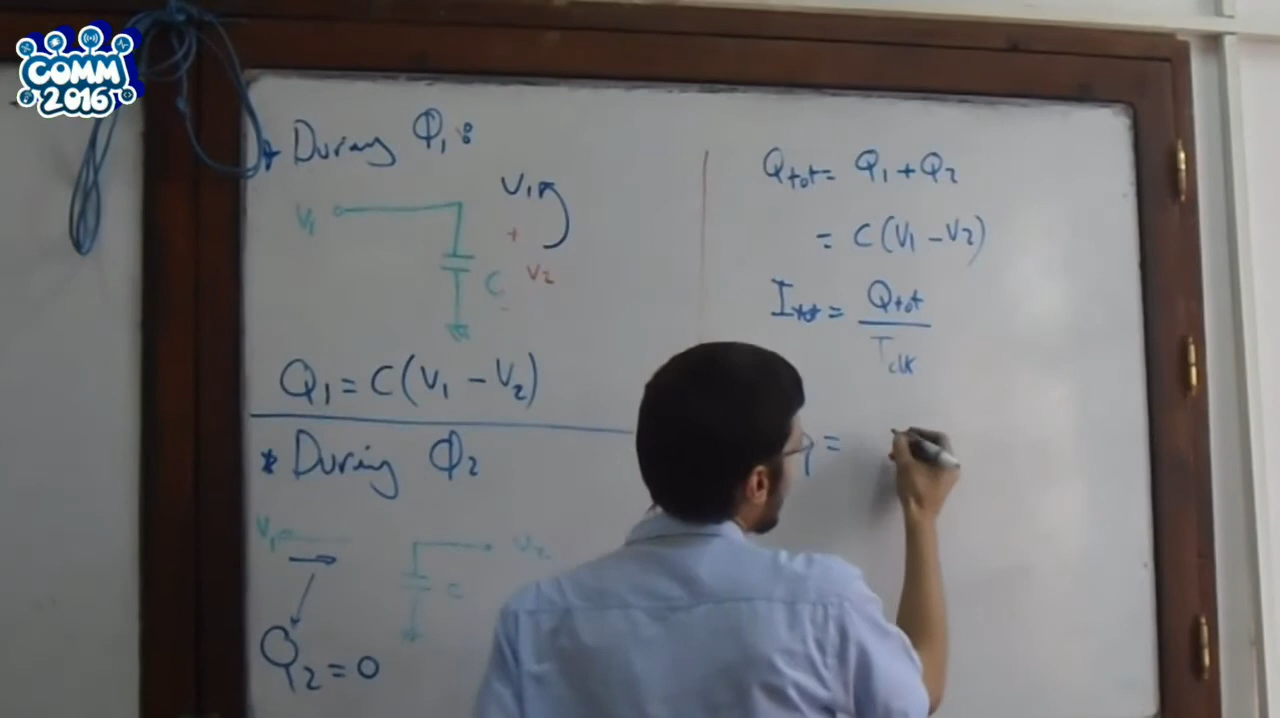 COMM
2016
* During Φ₁:
V₁
V₁
+
V₂
C
-
Q₁ = C(V₁ - V₂)
* During Φ₂
V₁
V₂
C
Q₂ = 0
Qtot = Q₁ + Q₂
= C(V₁ - V₂)
Itot = Qtot
Tclk
=